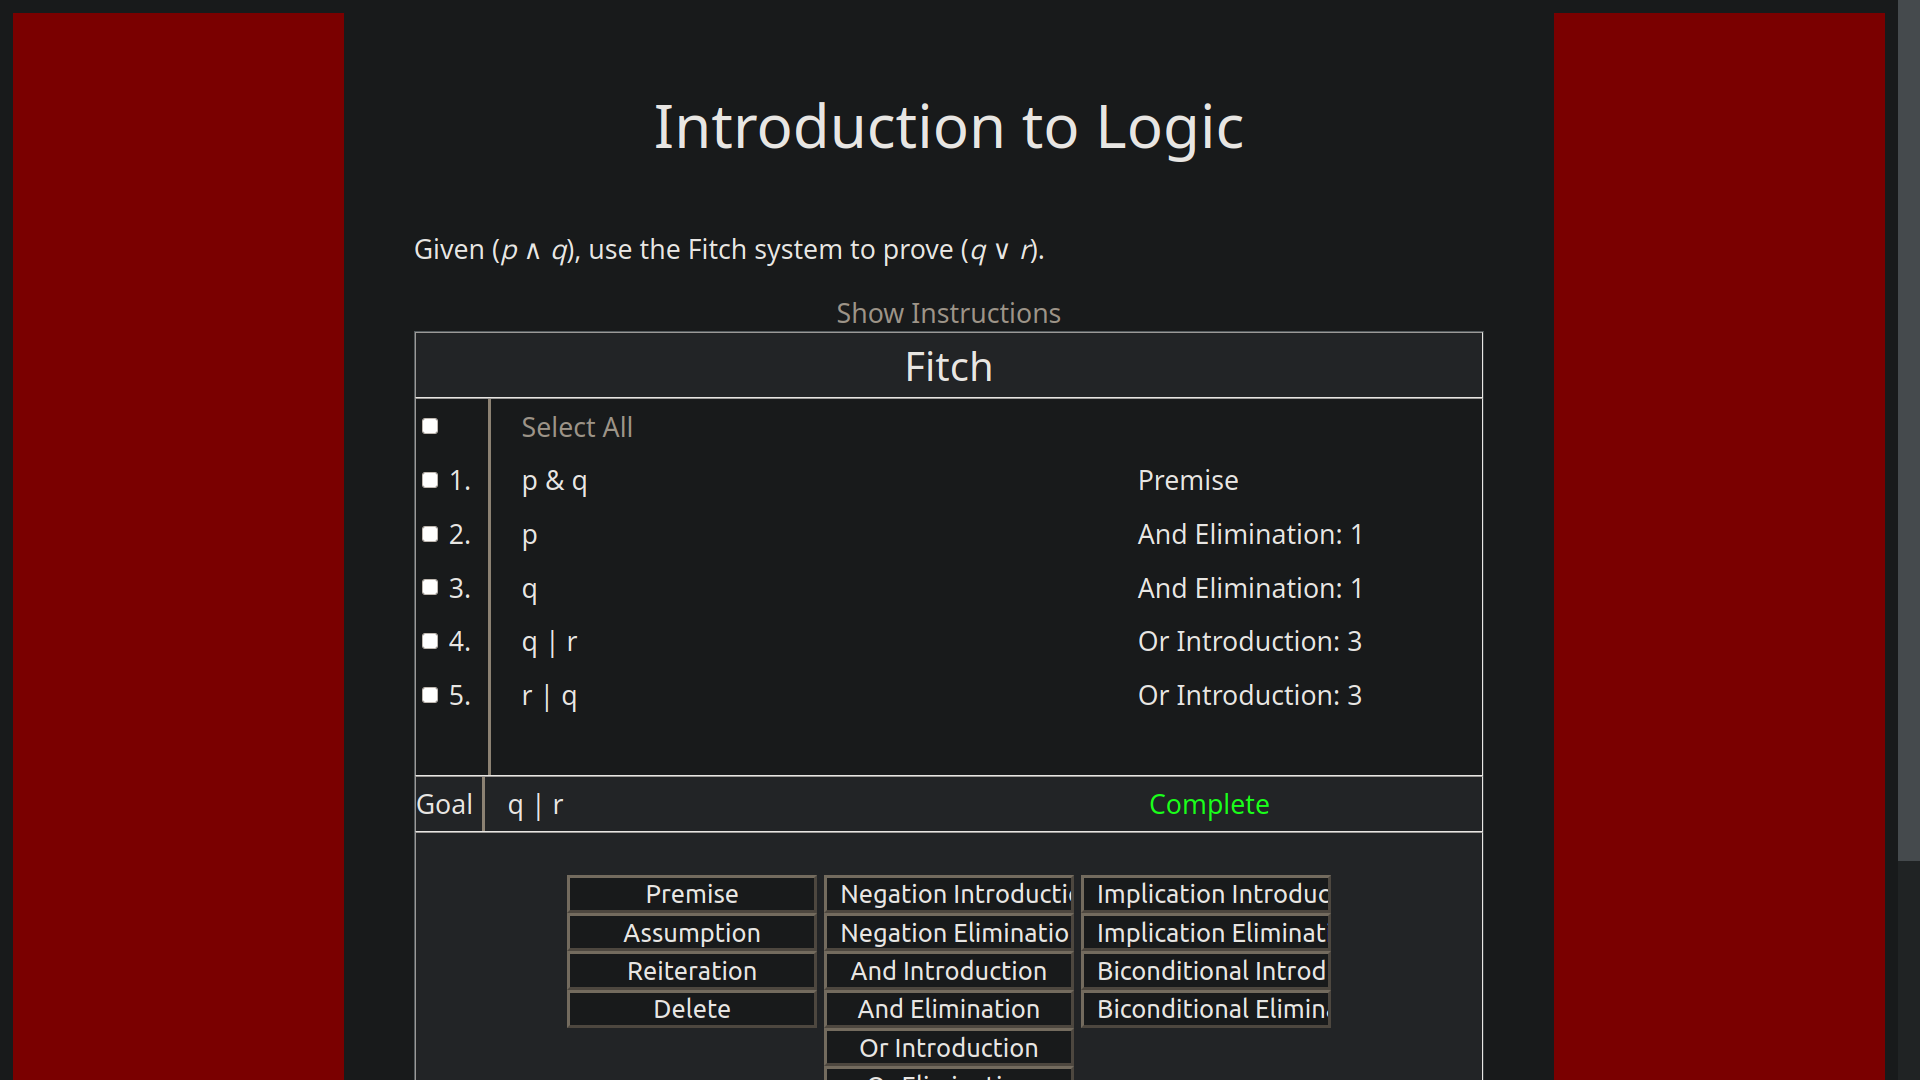 Introduction to Logic
Given (p ∧ q), use the Fitch system to prove (q ∨ r).
Show Instructions
Fitch
Select All
1. p & q Premise
2. p And Elimination: 1
3. q And Elimination: 1
4. q | r Or Introduction: 3
5. r | q Or Introduction: 3
Goal q | r Complete
Premise Negation Introducti Implication Introduc
Assumption Negation Eliminatio Implication Eliminat
Reiteration And Introduction Biconditional Introd
Delete And Elimination Biconditional Elimin
Or Introduction